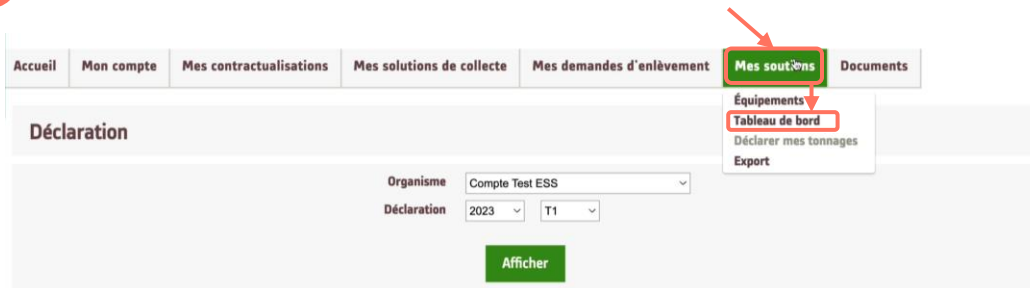 Accueil Mon compte Mes contractualisations Mes solutions de collecte Mes demandes d'enlèvement Mes soutiens Documents
Équipements
Tableau de bord
Déclarer mes tonnages
Export
Déclaration
Organisme Compte Test ESS
Déclaration 2023 T1
Afficher